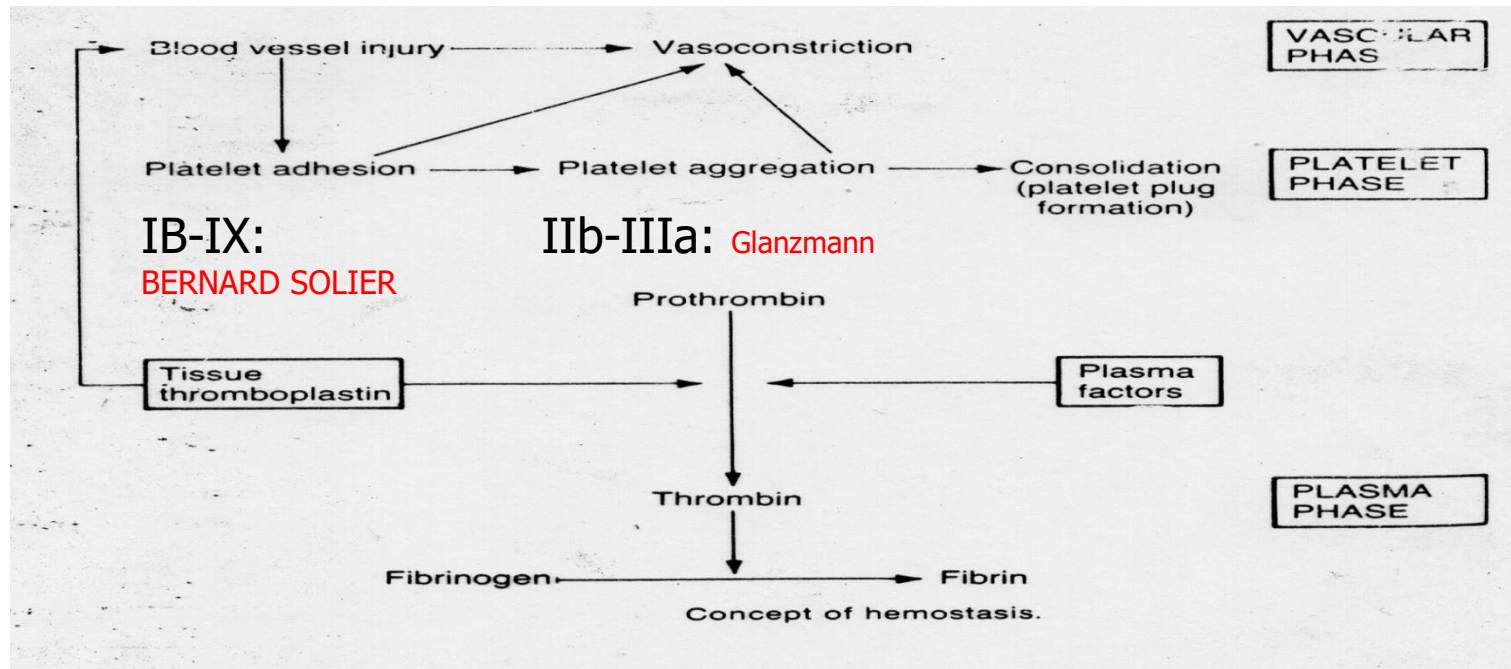 Blood vessel injury
Vasoconstriction
VASCULAR
PHAS
Platelet adhesion
Platelet aggregation
Consolidation
(platelet plug
formation)
PLATELET
PHASE
IB-IX:
BERNARD SOLIER
IIb-IIIa: Glanzmann
Prothrombin
Tissue
thromboplastin
Plasma
factors
Thrombin
PLASMA
PHASE
Fibrinogen
Fibrin
Concept of hemostasis.